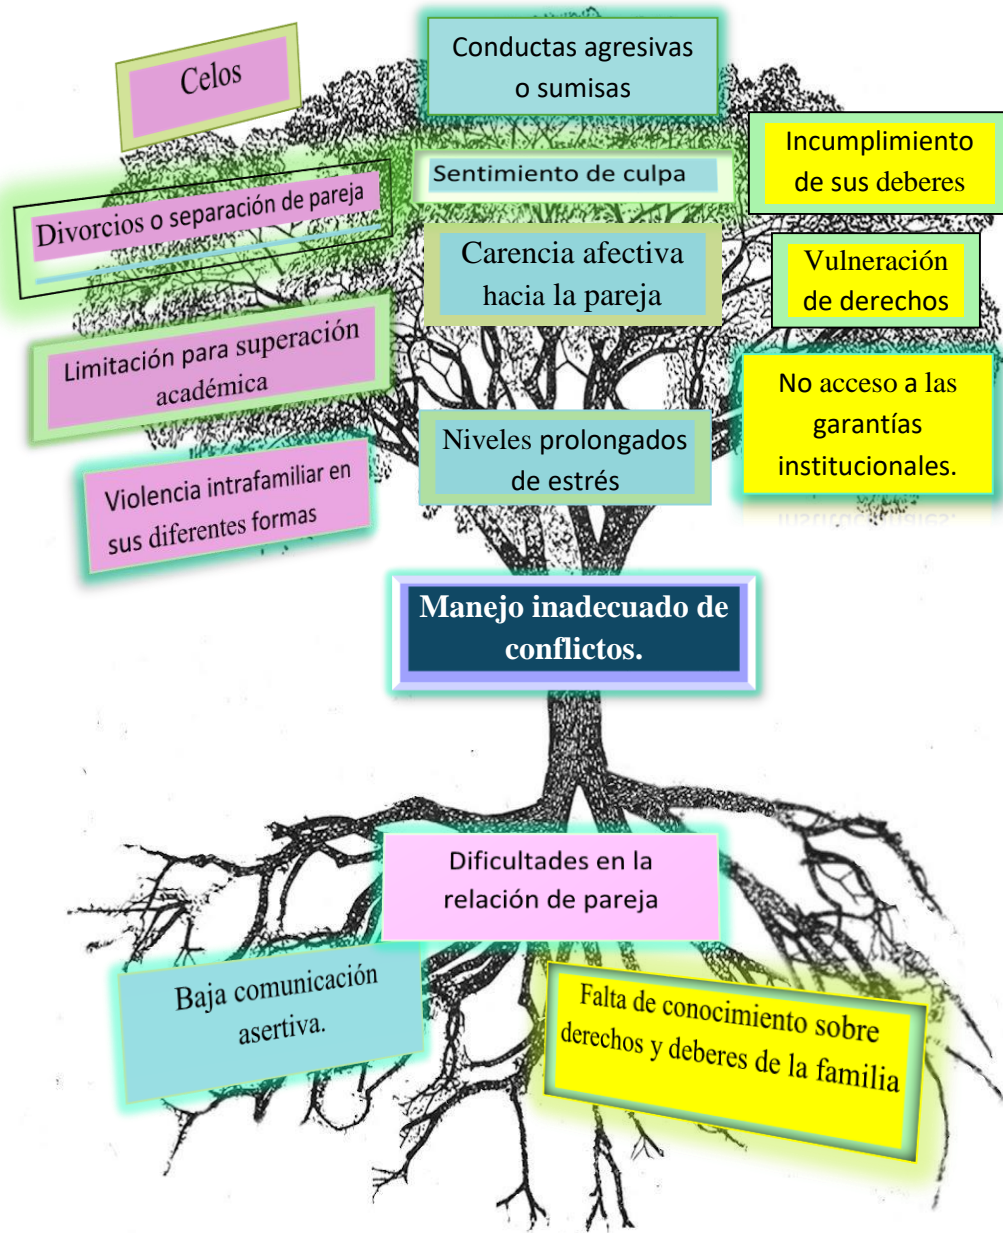 Celos
Divorcios o separación de pareja
Limitación para superación
académica
Violencia intrafamiliar en
sus diferentes formas
Conductas agresivas
o sumisas
Sentimiento de culpa
Carencia afectiva
hacia la pareja
Niveles prolongados
de estrés
Incumplimiento
de sus deberes
Vulneración
de derechos
No acceso a las
garantías
institucionales.
Manejo inadecuado de
conflictos.
Dificultades en la
relación de pareja
Baja comunicación
asertiva.
Falta de conocimiento sobre
derechos y deberes de la familia